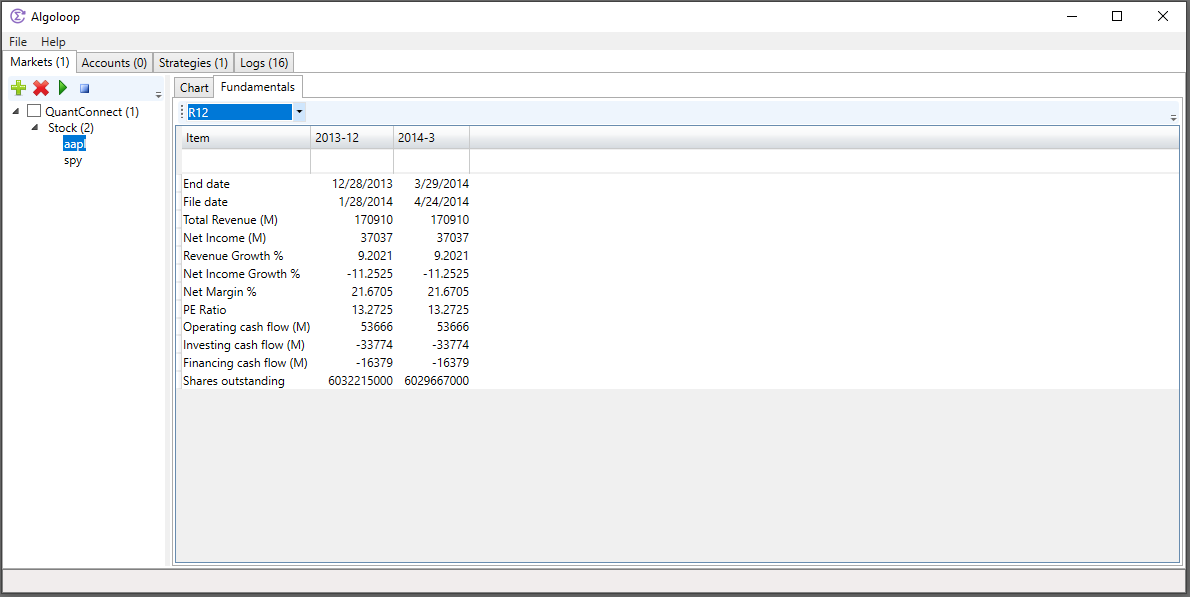 Algoloop
File Help
Markets (1) Accounts (0) Strategies (1) Logs (16)
Chart Fundamentals
QuantConnect (1)
Stock (2)
aapl
spy
R12
Item 2013-12 2014-3
End date 12/28/2013 3/29/2014
File date 1/28/2014 4/24/2014
Total Revenue (M) 170910 170910
Net Income (M) 37037 37037
Revenue Growth % 9.2021 9.2021
Net Income Growth % -11.2525 -11.2525
Net Margin % 21.6705 21.6705
PE Ratio 13.2725 13.2725
Operating cash flow (M) 53666 53666
Investing cash flow (M) -33774 -33774
Financing cash flow (M) -16379 -16379
Shares outstanding 6032215000 6029667000